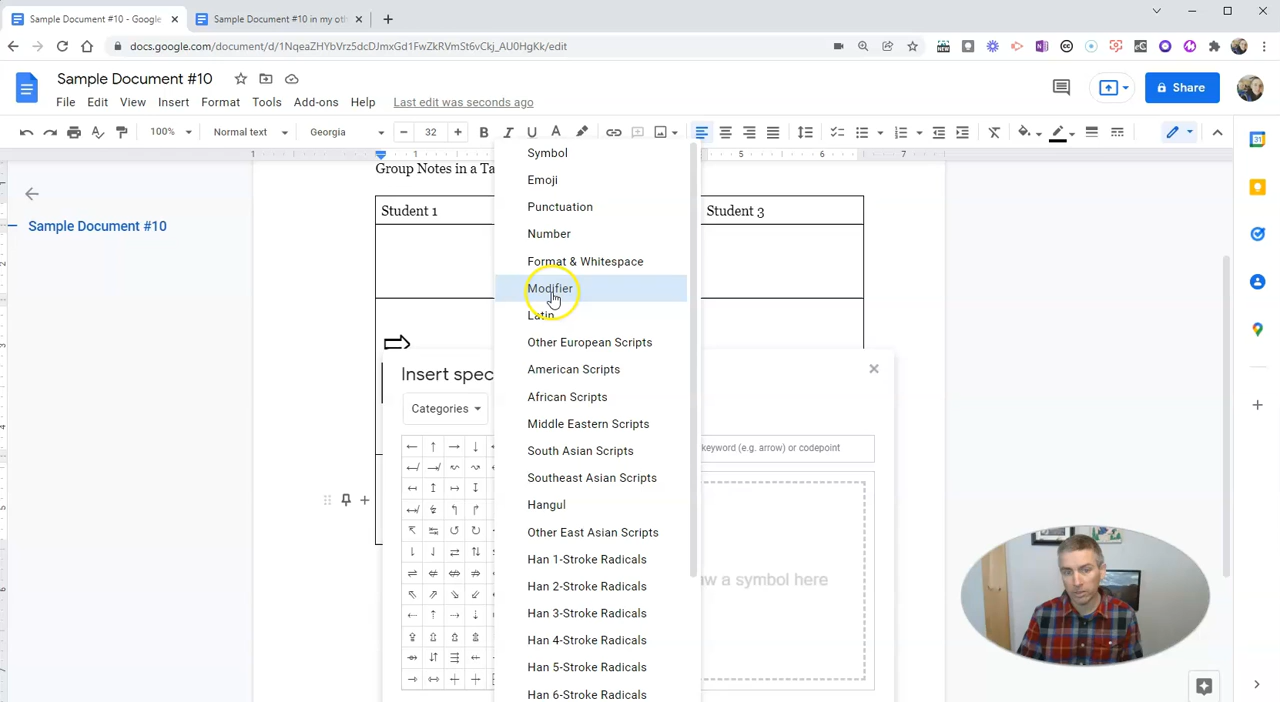 Sample Document #10 - Google
Sample Document #10 in my oth
docs.google.com/document/d/1NqeaZHYbVrz5dcDJmxGd1FwZkRVmSt6vCkj_AU0HgKk/edit
Sample Document #10
File Edit View Insert Format Tools Add-ons Help Last edit was seconds ago
Share
100% Normal text Georgia 32
1 1 5 6 7
Group Notes in a Ta
Sample Document #10
Student 1 Student 3
Symbol
Emoji
Punctuation
Number
Format & Whitespace
Modifier
Latin
Other European Scripts
American Scripts
African Scripts
Middle Eastern Scripts
South Asian Scripts
Southeast Asian Scripts
Hangul
Other East Asian Scripts
Han 1-Stroke Radicals
Han 2-Stroke Radicals
Han 3-Stroke Radicals
Han 4-Stroke Radicals
Han 5-Stroke Radicals
Han 6-Stroke Radicals
Insert spec
Categories
keyword (e.g. arrow) or codepoint
w a symbol here